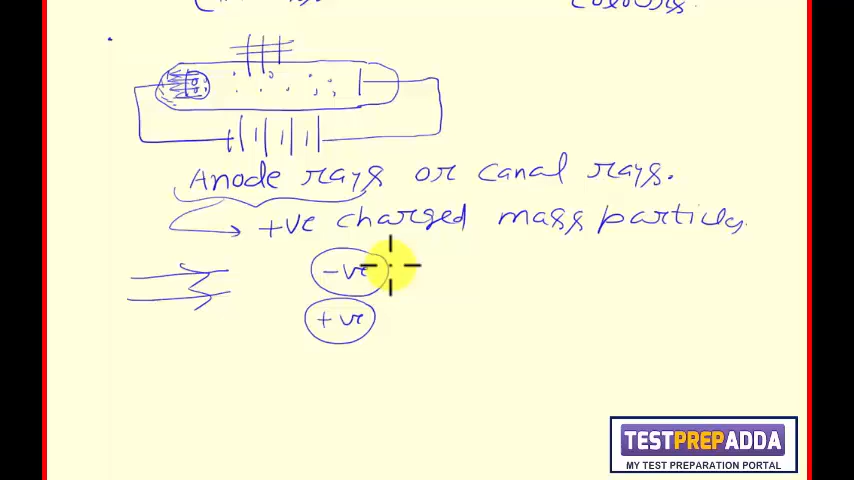 Anode rays or canal rays.
+ve charged mass particles
-ve
+ve
TESTPREPADDA
MY TEST PREPARATION PORTAL